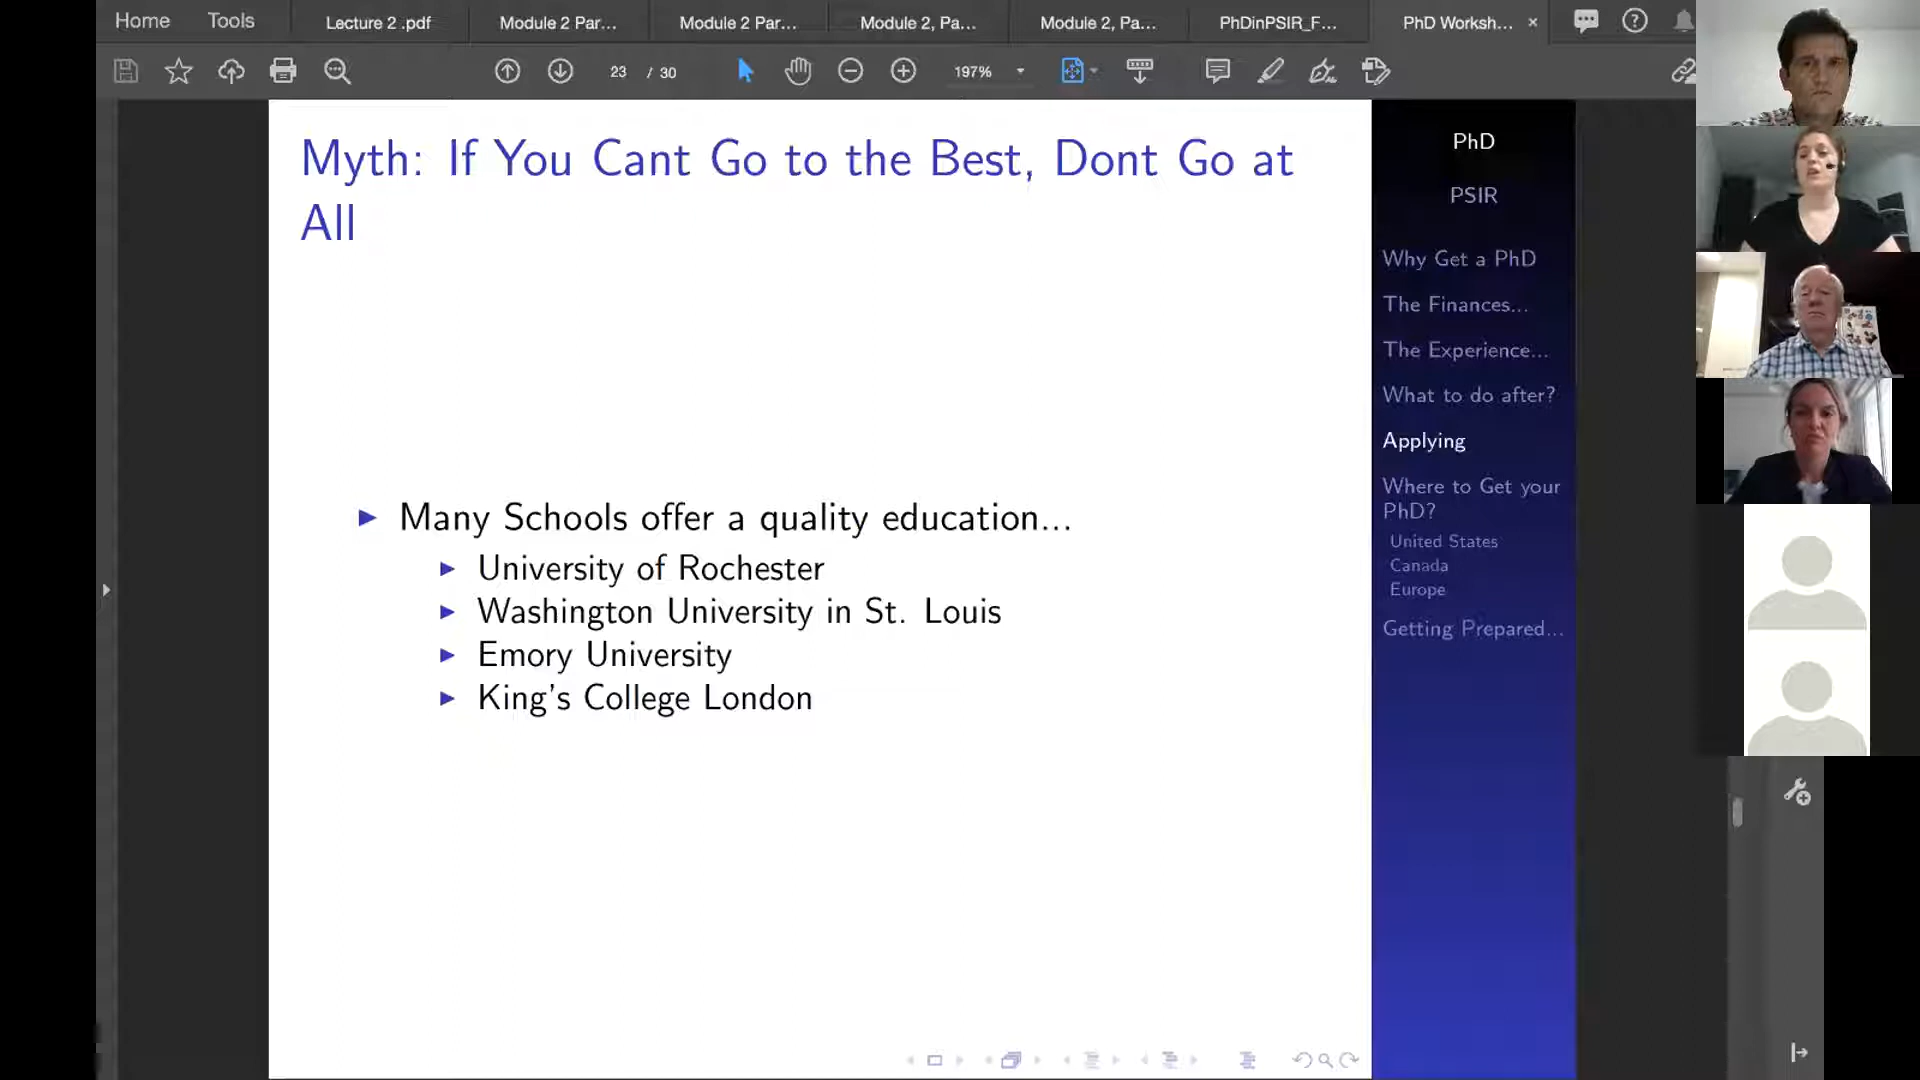 Home Tools Lecture 2 .pdf Module 2 Par... Module 2 Par... Module 2, Pa... Module 2, Pa... PhDinPSIR_F... PhD Worksh... ×
23 / 30 197%
Myth: If You Cant Go to the Best, Dont Go at
All
Many Schools offer a quality education...
University of Rochester
Washington University in St. Louis
Emory University
King's College London
PhD
PSIR
Why Get a PhD
The Finances...
The Experience...
What to do after?
Applying
Where to Get your
PhD?
United States
Canada
Europe
Getting Prepared...